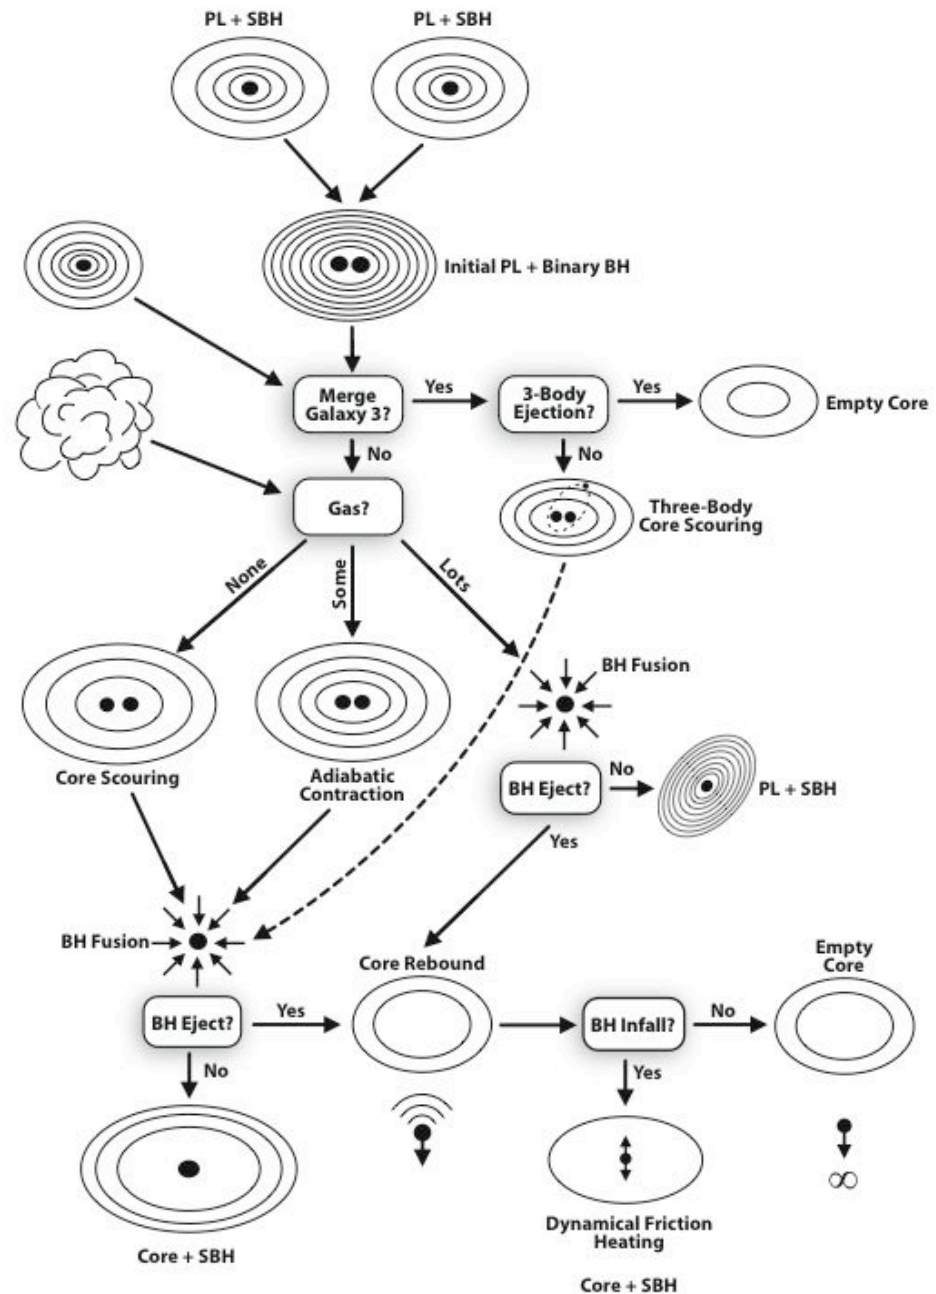 PL + SBH
PL + SBH
Initial PL + Binary BH
Merge
Galaxy 3?
Yes
3-Body
Ejection?
Yes
Empty Core
No
No
Gas?
Three-Body
Core Scouring
None
Some
Lots
BH Fusion
Core Scouring
Adiabatic
Contraction
BH Eject?
No
PL + SBH
Yes
BH Fusion
Core Rebound
Empty
Core
BH Eject?
Yes
BH Infall?
No
No
Yes
∞
Dynamical Friction
Heating
Core + SBH
Core + SBH